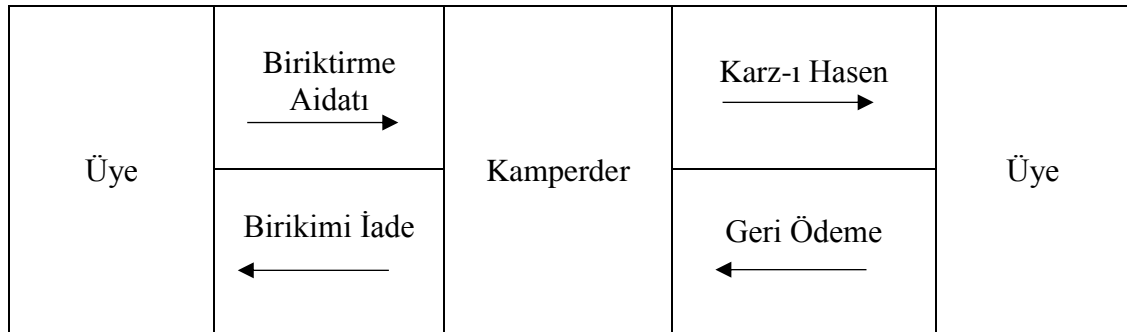 Üye
Biriktirme
Aidatı
Birikimi İade
Kamperder
Karz-ı Hasen
Geri Ödeme
Üye